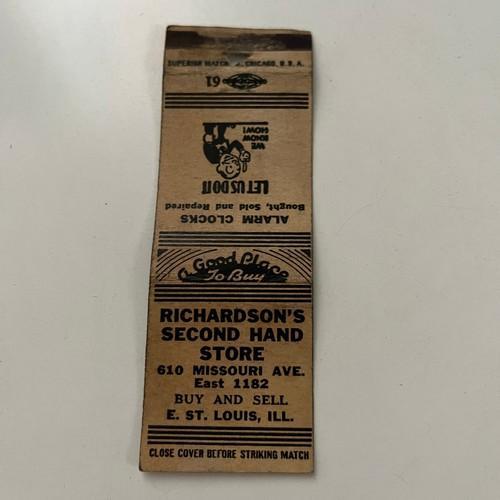 SUPERIOR MATCH CO. CHICAGO, U.S.A.
61
WE
KNOW
HOW!
LET US DO IT
ALARM CLOCKS
Bought, Sold and Repaired
A Good Place
To Buy
RICHARDSON'S
SECOND HAND
STORE
610 MISSOURI AVE.
East 1182
BUY AND SELL
E. ST. LOUIS, ILL.
CLOSE COVER BEFORE STRIKING MATCH